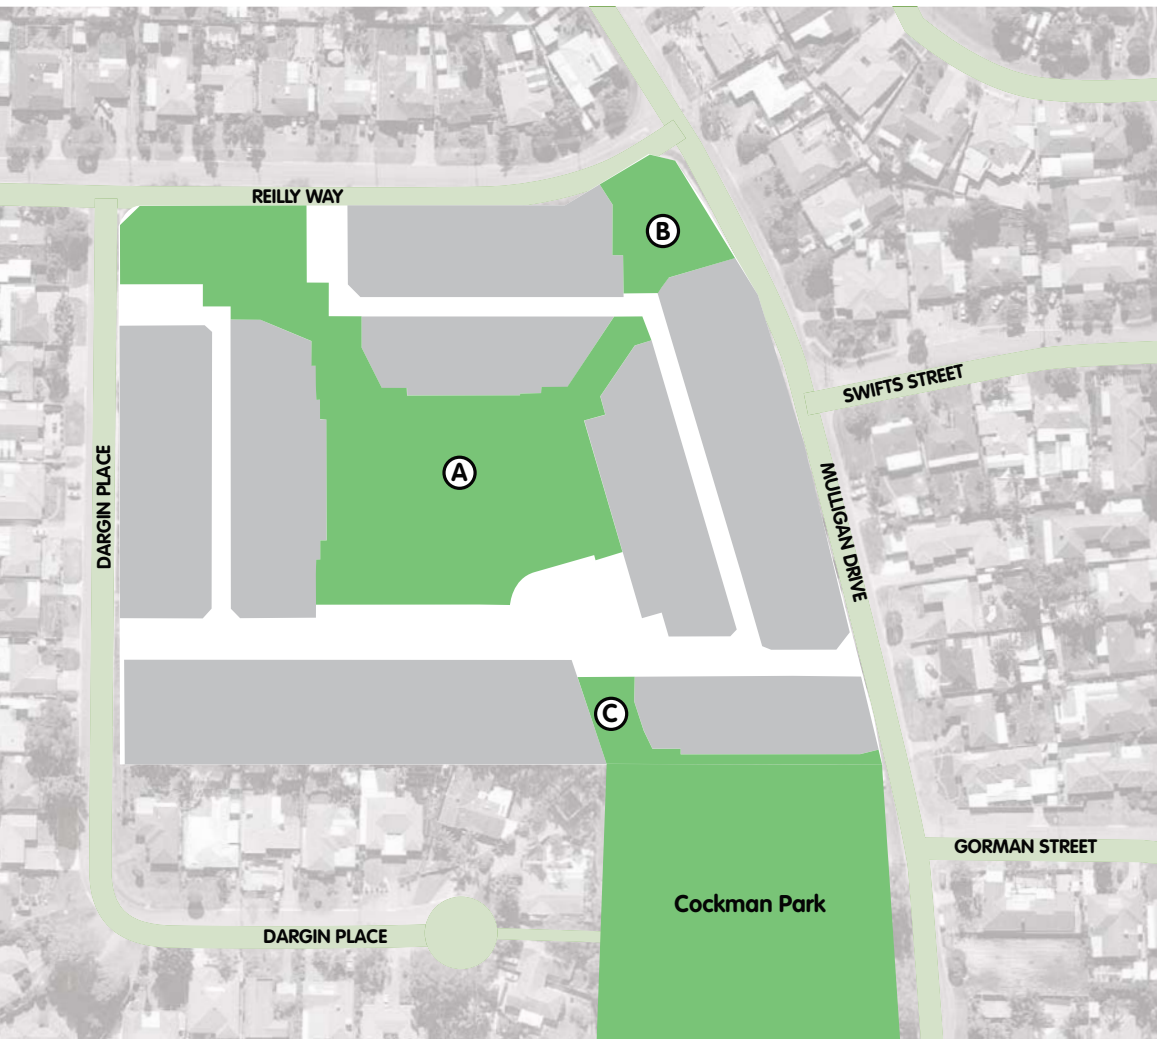 REILLY WAY
B
SWIFTS STREET
DARGIN PLACE
A
MULLIGAN DRIVE
C
GORMAN STREET
Cockman Park
DARGIN PLACE